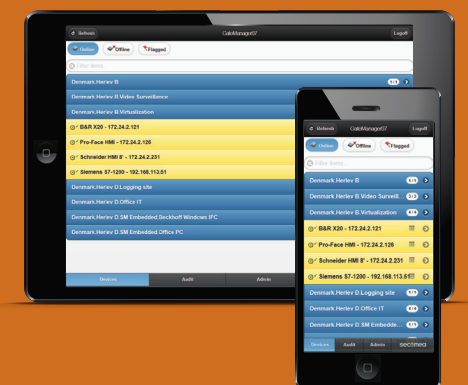 Refresh
GateManager07
Logoff
Online
Offline
Flagged
Filter items...
Denmark.Herlev B
Denmark.Herlev B.Video Surveillance
Denmark.Herlev B.Virtualization
B&R X20 - 172.24.2.121
Pro-Face HMI - 172.24.2.126
Schneider HMI 8' - 172.24.2.231
Siemens S7-1200 - 192.168.113.51
Denmark.Herlev D.Logging site
Denmark.Herlev D.Office IT
Denmark.Herlev D.SM Embedded.Beckhoff Windows IPC
Denmark.Herlev D.SM Embedded.Office PC
Devices
Audit
Admin
Refresh
GateManager07
Logoff
Online
Offline
Flagged
Filter items...
Denmark.Herlev B
Denmark.Herlev B.Video Surveill...
Denmark.Herlev B.Virtualization
B&R X20 - 172.24.2.121
Pro-Face HMI - 172.24.2.126
Schneider HMI 8' - 172.24.2.231
Siemens S7-1200 - 192.168.113.51
Denmark.Herlev D.Logging site
Denmark.Herlev D.Office IT
Denmark.Herlev D.SM Embedde...
Devices
Audit
Admin
secomea